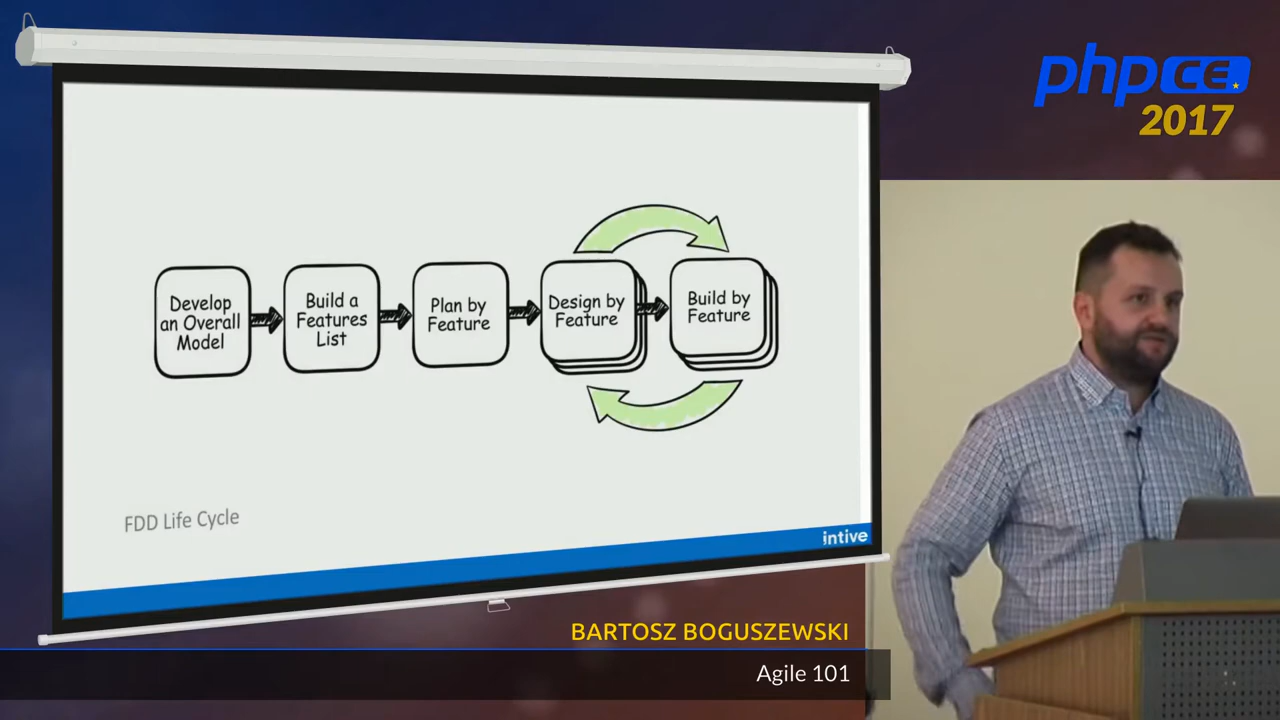 phpCE
2017
Develop
an Overall
Model
Build a
Features
List
Plan by
Feature
Design by
Feature
Build by
Feature
FDD Life Cycle
intive
BARTOSZ BOGUSZEWSKI
Agile 101